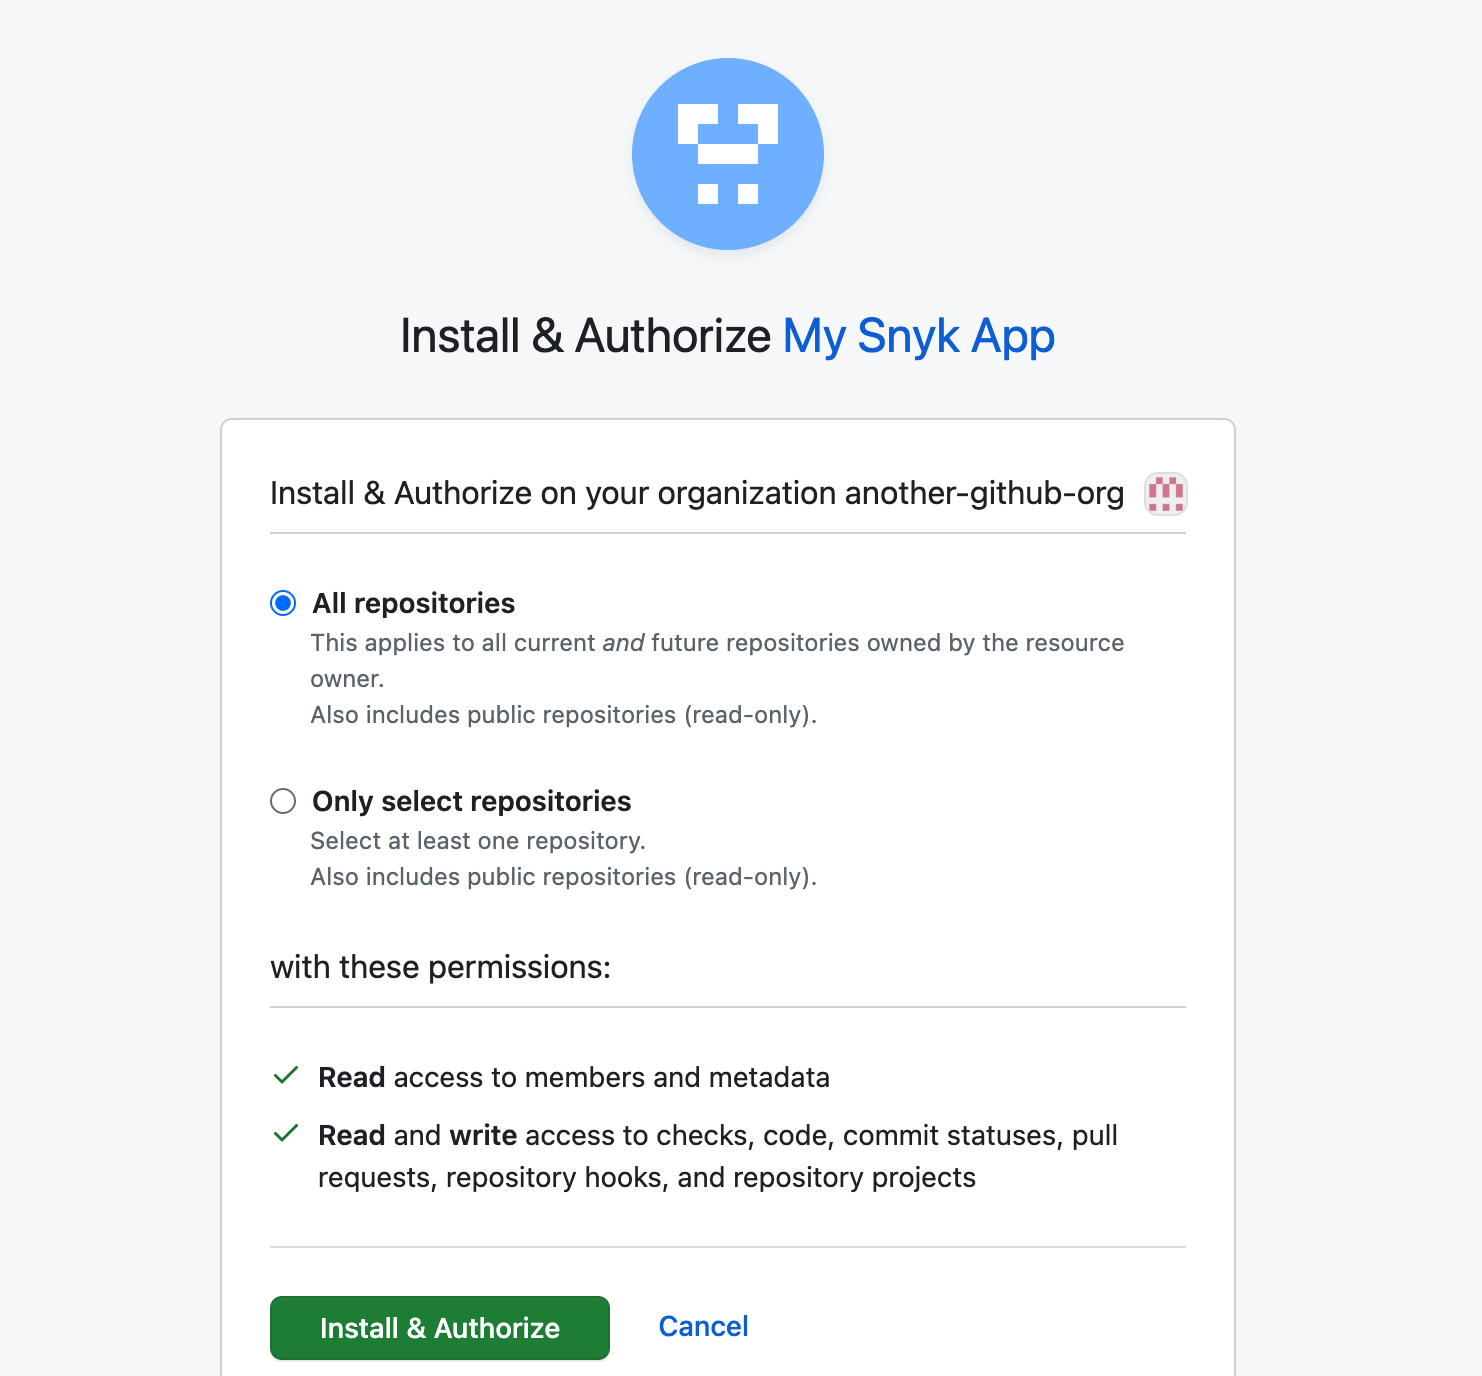 Install & Authorize My Snyk App
Install & Authorize on your organization another-github-org
All repositories
This applies to all current and future repositories owned by the resource
owner.
Also includes public repositories (read-only).
Only select repositories
Select at least one repository.
Also includes public repositories (read-only).
with these permissions:
Read access to members and metadata
Read and write access to checks, code, commit statuses, pull
requests, repository hooks, and repository projects
Install & Authorize
Cancel